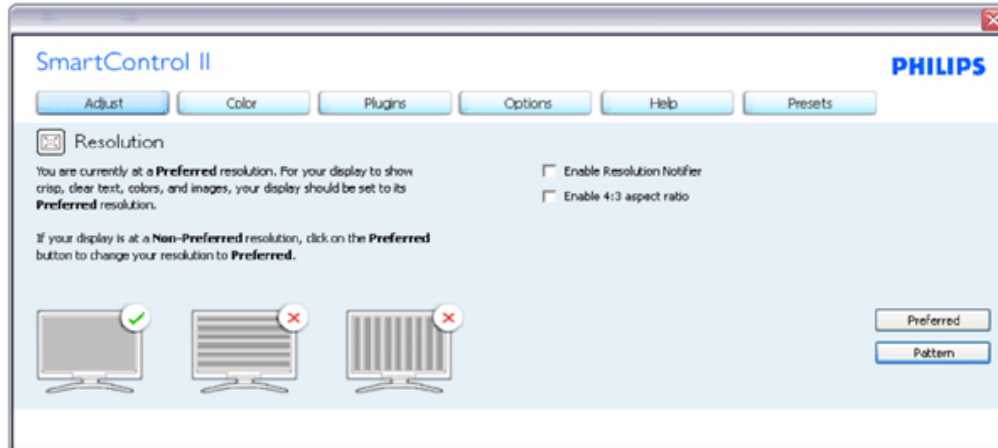 SmartControl II
PHILIPS
Adjust Color Plugins Options Help Presets
Resolution
You are currently at a Preferred resolution. For your display to show
crisp, clear text, colors, and images, your display should be set to its
Preferred resolution.
If your display is at a Non-Preferred resolution, click on the Preferred
button to change your resolution to Preferred.
Enable Resolution Notifier
Enable 4:3 aspect ratio
Preferred
Pattern